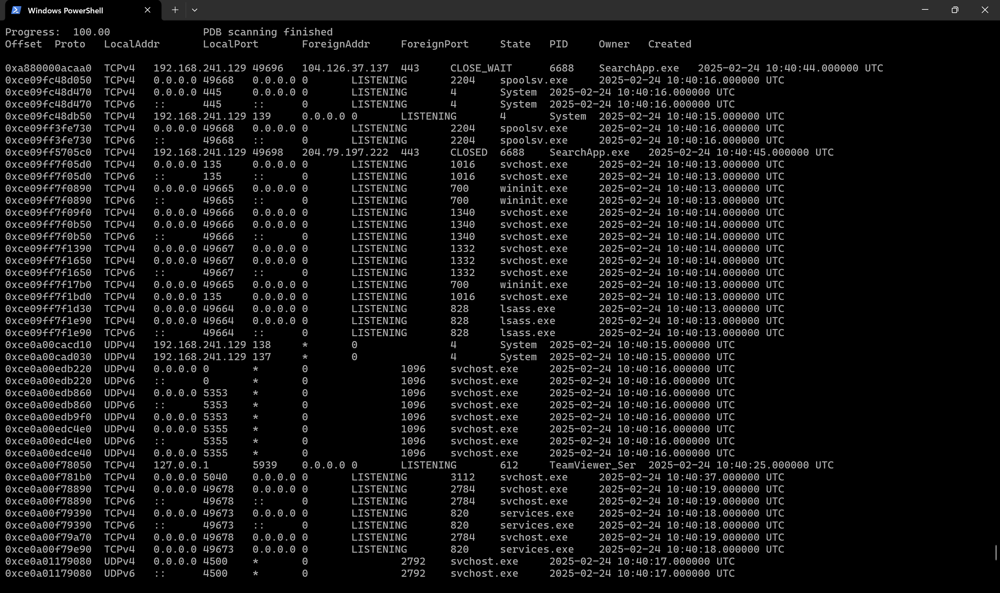 Windows PowerShell
Progress:  100.00               PDB scanning finished
Offset  Proto   LocalAddr       LocalPort       ForeignAddr     ForeignPort     State   PID     Owner   Created
0xa880000acaa0  TCPv4   192.168.241.129 49696   104.126.37.137  443     CLOSE_WAIT      6688    SearchApp.exe   2025-02-24 10:40:44.000000 UTC
0xce09fc48d050  TCPv4   0.0.0.0 49668   0.0.0.0 0       LISTENING       2204    spoolsv.exe     2025-02-24 10:40:16.000000 UTC
0xce09fc48d470  TCPv4   0.0.0.0 445     0.0.0.0 0       LISTENING       4       System  2025-02-24 10:40:16.000000 UTC
0xce09fc48d470  TCPv6   ::      445     ::      0       LISTENING       4       System  2025-02-24 10:40:16.000000 UTC
0xce09fc48db50  TCPv4   192.168.241.129 139     0.0.0.0 0       LISTENING       4       System  2025-02-24 10:40:15.000000 UTC
0xce09ff3fe730  TCPv4   0.0.0.0 49668   0.0.0.0 0       LISTENING       2204    spoolsv.exe     2025-02-24 10:40:16.000000 UTC
0xce09ff3fe730  TCPv6   ::      49668   ::      0       LISTENING       2204    spoolsv.exe     2025-02-24 10:40:16.000000 UTC
0xce09ff5705c0  TCPv4   192.168.241.129 49698   204.79.197.222  443     CLOSED  6688    SearchApp.exe   2025-02-24 10:40:45.000000 UTC
0xce09ff7f05d0  TCPv4   0.0.0.0 135     0.0.0.0 0       LISTENING       1016    svchost.exe     2025-02-24 10:40:13.000000 UTC
0xce09ff7f05d0  TCPv6   ::      135     ::      0       LISTENING       1016    svchost.exe     2025-02-24 10:40:13.000000 UTC
0xce09ff7f0890  TCPv4   0.0.0.0 49665   0.0.0.0 0       LISTENING       700     wininit.exe     2025-02-24 10:40:13.000000 UTC
0xce09ff7f0890  TCPv6   ::      49665   ::      0       LISTENING       700     wininit.exe     2025-02-24 10:40:13.000000 UTC
0xce09ff7f09f0  TCPv4   0.0.0.0 49666   0.0.0.0 0       LISTENING       1340    svchost.exe     2025-02-24 10:40:14.000000 UTC
0xce09ff7f0b50  TCPv4   0.0.0.0 49666   0.0.0.0 0       LISTENING       1340    svchost.exe     2025-02-24 10:40:14.000000 UTC
0xce09ff7f0b50  TCPv6   ::      49666   ::      0       LISTENING       1340    svchost.exe     2025-02-24 10:40:14.000000 UTC
0xce09ff7f1390  TCPv4   0.0.0.0 49667   0.0.0.0 0       LISTENING       1332    svchost.exe     2025-02-24 10:40:14.000000 UTC
0xce09ff7f1650  TCPv4   0.0.0.0 49667   0.0.0.0 0       LISTENING       1332    svchost.exe     2025-02-24 10:40:14.000000 UTC
0xce09ff7f1650  TCPv6   ::      49667   ::      0       LISTENING       1332    svchost.exe     2025-02-24 10:40:14.000000 UTC
0xce09ff7f17b0  TCPv4   0.0.0.0 49665   0.0.0.0 0       LISTENING       700     wininit.exe     2025-02-24 10:40:13.000000 UTC
0xce09ff7f1bd0  TCPv4   0.0.0.0 135     0.0.0.0 0       LISTENING       1016    svchost.exe     2025-02-24 10:40:13.000000 UTC
0xce09ff7f1d30  TCPv4   0.0.0.0 49664   0.0.0.0 0       LISTENING       828     lsass.exe       2025-02-24 10:40:13.000000 UTC
0xce09ff7f1e90  TCPv4   0.0.0.0 49664   0.0.0.0 0       LISTENING       828     lsass.exe       2025-02-24 10:40:13.000000 UTC
0xce09ff7f1e90  TCPv6   ::      49664   ::      0       LISTENING       828     lsass.exe       2025-02-24 10:40:13.000000 UTC
0xce0a00cacd10  UDPv4   192.168.241.129 138     *       0               4       System  2025-02-24 10:40:15.000000 UTC
0xce0a00cad030  UDPv4   192.168.241.129 137     *       0               4       System  2025-02-24 10:40:15.000000 UTC
0xce0a00edb220  UDPv4   0.0.0.0 0       *       0               1096    svchost.exe     2025-02-24 10:40:16.000000 UTC
0xce0a00edb220  UDPv6   ::      0       *       0               1096    svchost.exe     2025-02-24 10:40:16.000000 UTC
0xce0a00edb860  UDPv4   0.0.0.0 5353    *       0               1096    svchost.exe     2025-02-24 10:40:16.000000 UTC
0xce0a00edb860  UDPv6   ::      5353    *       0               1096    svchost.exe     2025-02-24 10:40:16.000000 UTC
0xce0a00edb9f0  UDPv4   0.0.0.0 5353    *       0               1096    svchost.exe     2025-02-24 10:40:16.000000 UTC
0xce0a00edc4e0  UDPv4   0.0.0.0 5355    *       0               1096    svchost.exe     2025-02-24 10:40:16.000000 UTC
0xce0a00edc4e0  UDPv6   ::      5355    *       0               1096    svchost.exe     2025-02-24 10:40:16.000000 UTC
0xce0a00edce40  UDPv4   0.0.0.0 5355    *       0               1096    svchost.exe     2025-02-24 10:40:16.000000 UTC
0xce0a00f78050  TCPv4   127.0.0.1       5939    0.0.0.0 0       LISTENING       612     TeamViewer_Ser  2025-02-24 10:40:25.000000 UTC
0xce0a00f781b0  TCPv4   0.0.0.0 5040    0.0.0.0 0       LISTENING       3112    svchost.exe     2025-02-24 10:40:37.000000 UTC
0xce0a00f78890  TCPv4   0.0.0.0 49678   0.0.0.0 0       LISTENING       2784    svchost.exe     2025-02-24 10:40:19.000000 UTC
0xce0a00f78890  TCPv6   ::      49678   ::      0       LISTENING       2784    svchost.exe     2025-02-24 10:40:19.000000 UTC
0xce0a00f79390  TCPv4   0.0.0.0 49673   0.0.0.0 0       LISTENING       820     services.exe    2025-02-24 10:40:18.000000 UTC
0xce0a00f79390  TCPv6   ::      49673   ::      0       LISTENING       820     services.exe    2025-02-24 10:40:18.000000 UTC
0xce0a00f79a70  TCPv4   0.0.0.0 49678   0.0.0.0 0       LISTENING       2784    svchost.exe     2025-02-24 10:40:19.000000 UTC
0xce0a00f79e90  TCPv4   0.0.0.0 49673   0.0.0.0 0       LISTENING       820     services.exe    2025-02-24 10:40:18.000000 UTC
0xce0a01179080  UDPv4   0.0.0.0 4500    *       0               2792    svchost.exe     2025-02-24 10:40:17.000000 UTC
0xce0a01179080  UDPv6   ::      4500    *       0               2792    svchost.exe     2025-02-24 10:40:17.000000 UTC